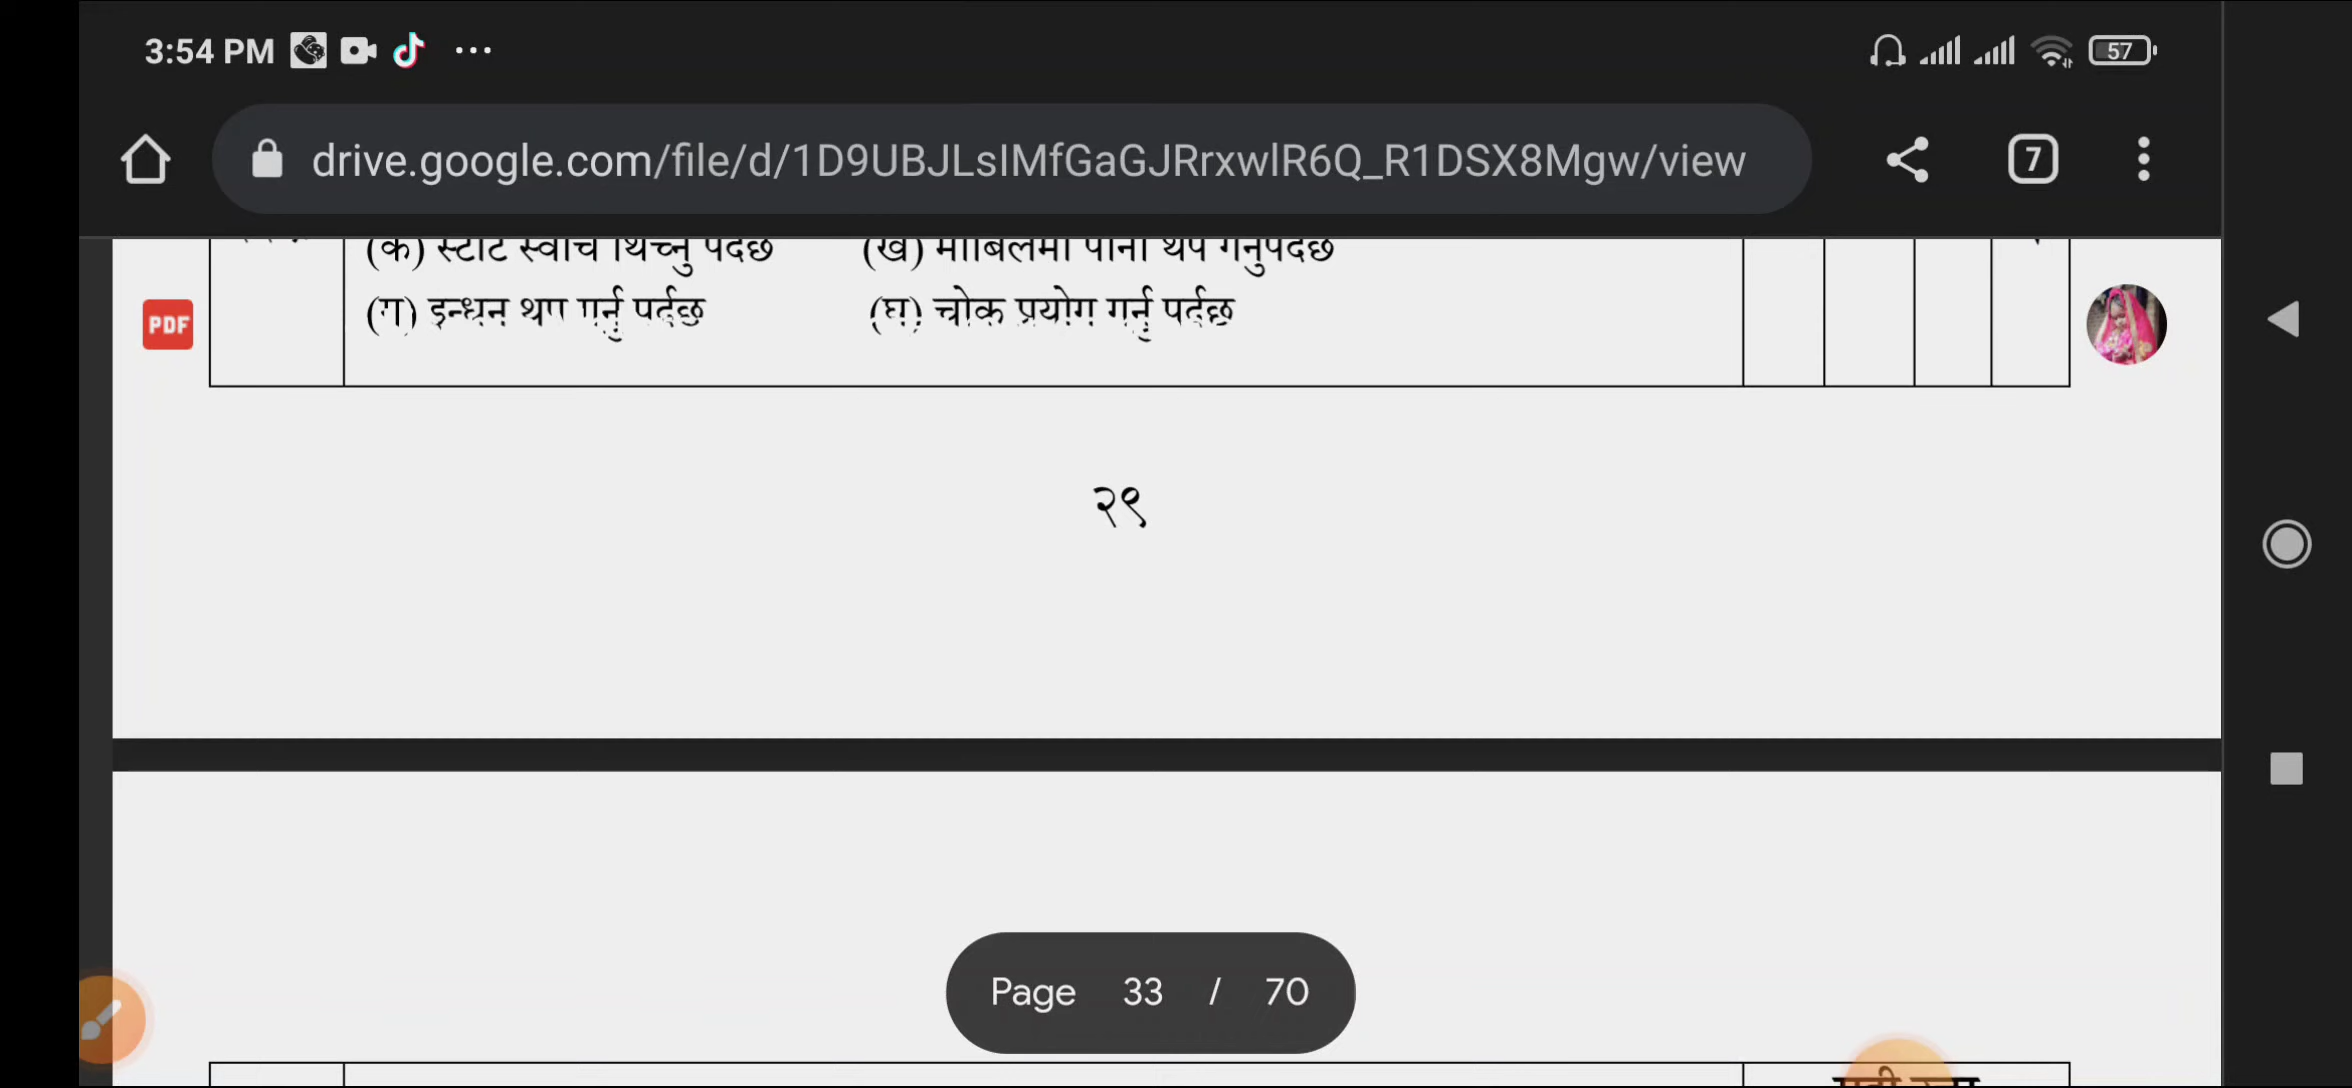 3:54 PM ...
57
drive.google.com/file/d/1D9UBJLsIMfGaGJRrxwlR6Q_R1DSX8Mgw/view
7
(क) स्टार्ट स्वीच थिच्नु पर्दछ (ख) मोबिलमा पानी थप गर्नुपर्दछ
PDF
(ग) इन्धन थप गर्नु पर्दछ (घ) चोक प्रयोग गर्नु पर्दछ
२९
Page 33 / 70